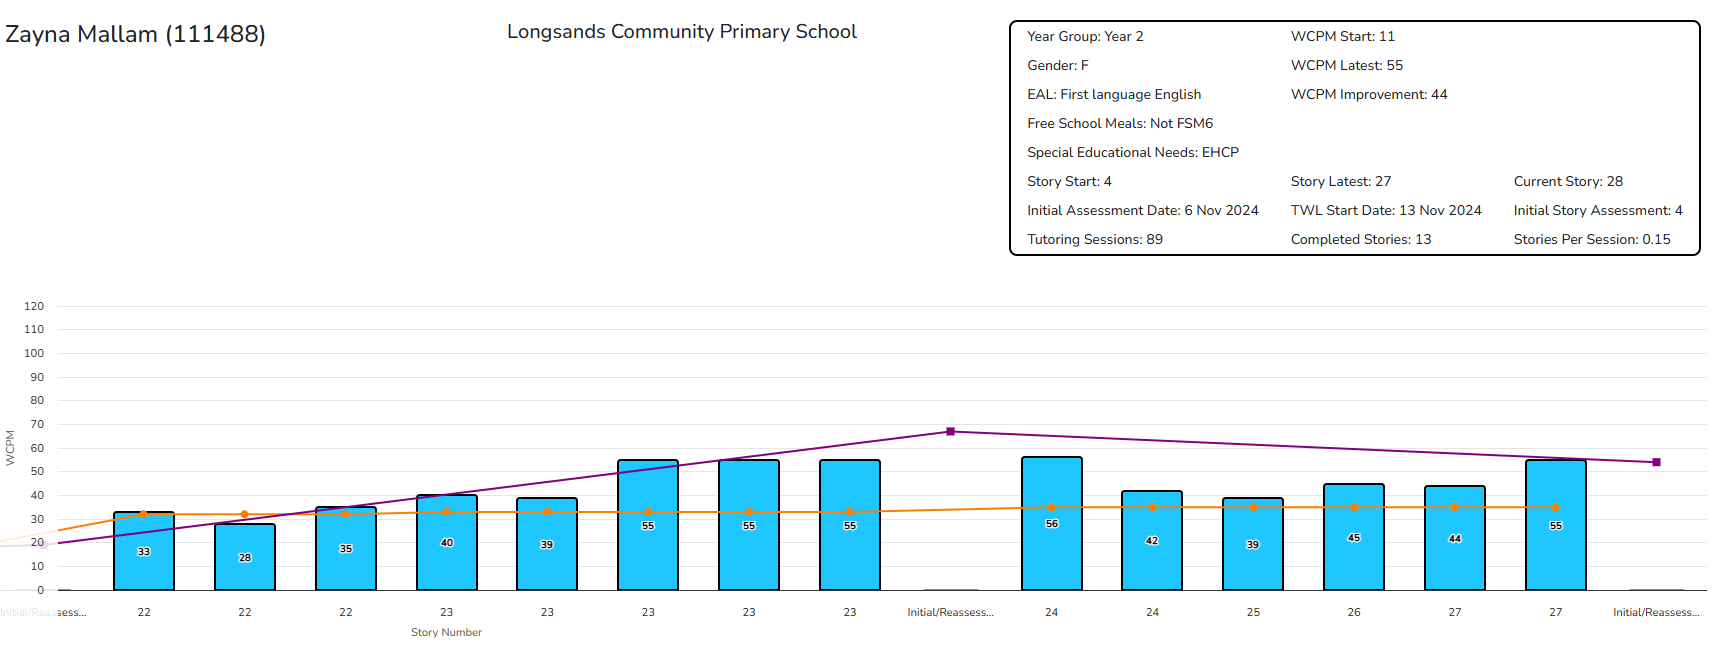 Zayna Mallam (111488)
Longsands Community Primary School
Year Group: Year 2 WCPM Start: 11
Gender: F WCPM Latest: 55
EAL: First language English WCPM Improvement: 44
Free School Meals: Not FSM6
Special Educational Needs: EHCP
Story Start: 4 Story Latest: 27 Current Story: 28
Initial Assessment Date: 6 Nov 2024 TWL Start Date: 13 Nov 2024 Initial Story Assessment: 4
Tutoring Sessions: 89 Completed Stories: 13 Stories Per Session: 0.15
120
110
100
90
80
70
60
50
40
30
20
10
0
WCPM
33 28 35 40 39 55 55 55 56 42 39 45 44 55
Initial/Reassess... 22 22 22 23 23 23 23 23 Initial/Reassess... 24 24 25 26 27 27 Initial/Reassess...
Story Number